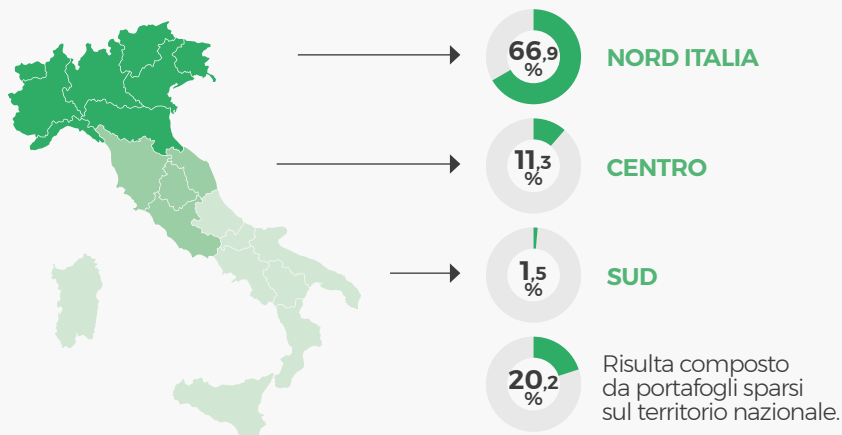 66,9
%
NORD ITALIA
11,3
%
CENTRO
1,5
%
SUD
20,2
%
Risulta composto
da portafogli sparsi
sul territorio nazionale.